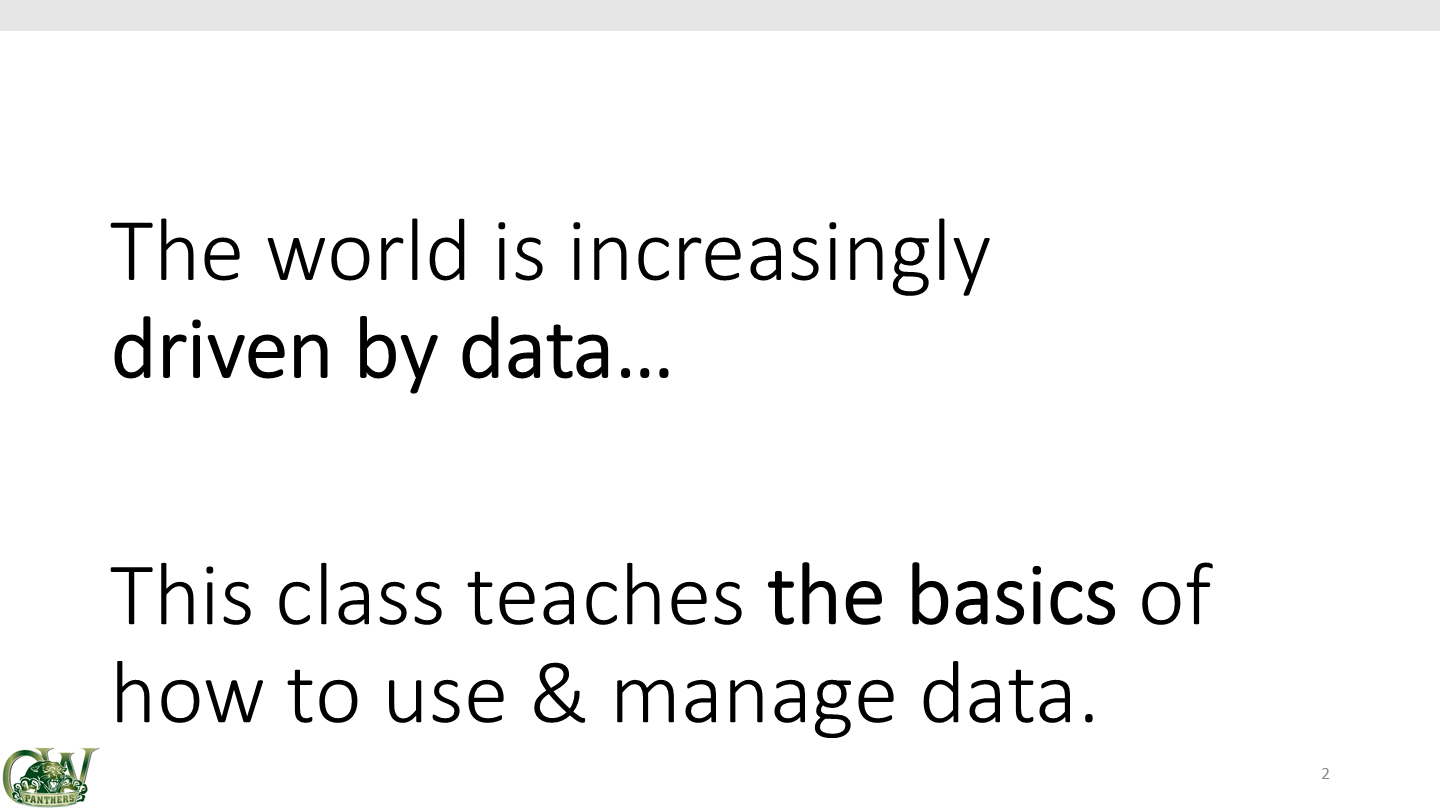 The world is increasingly
driven by data…
This class teaches the basics of
how to use & manage data.
OW
PANTHERS
2